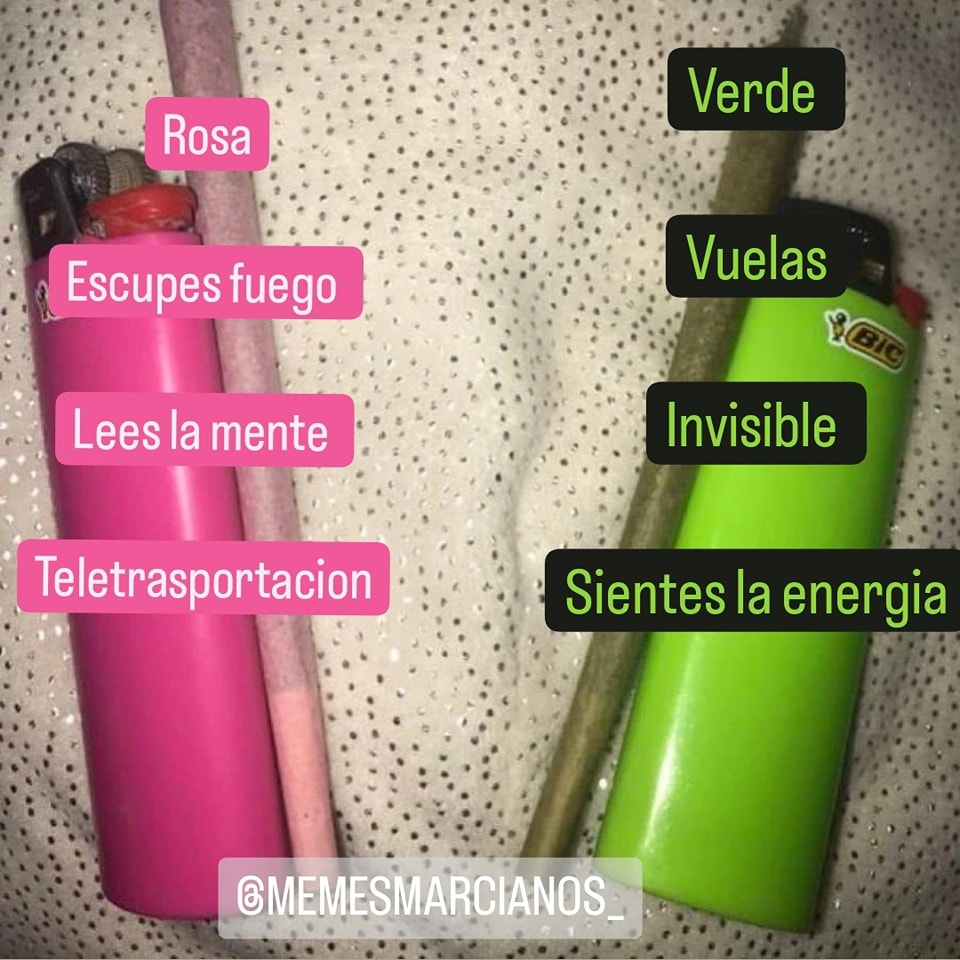 Rosa
Escupes fuego
Lees la mente
Teletrasportacion
Verde
Vuelas
BIC
Invisible
Sientes la energia
@MEMESMARCIANOS_